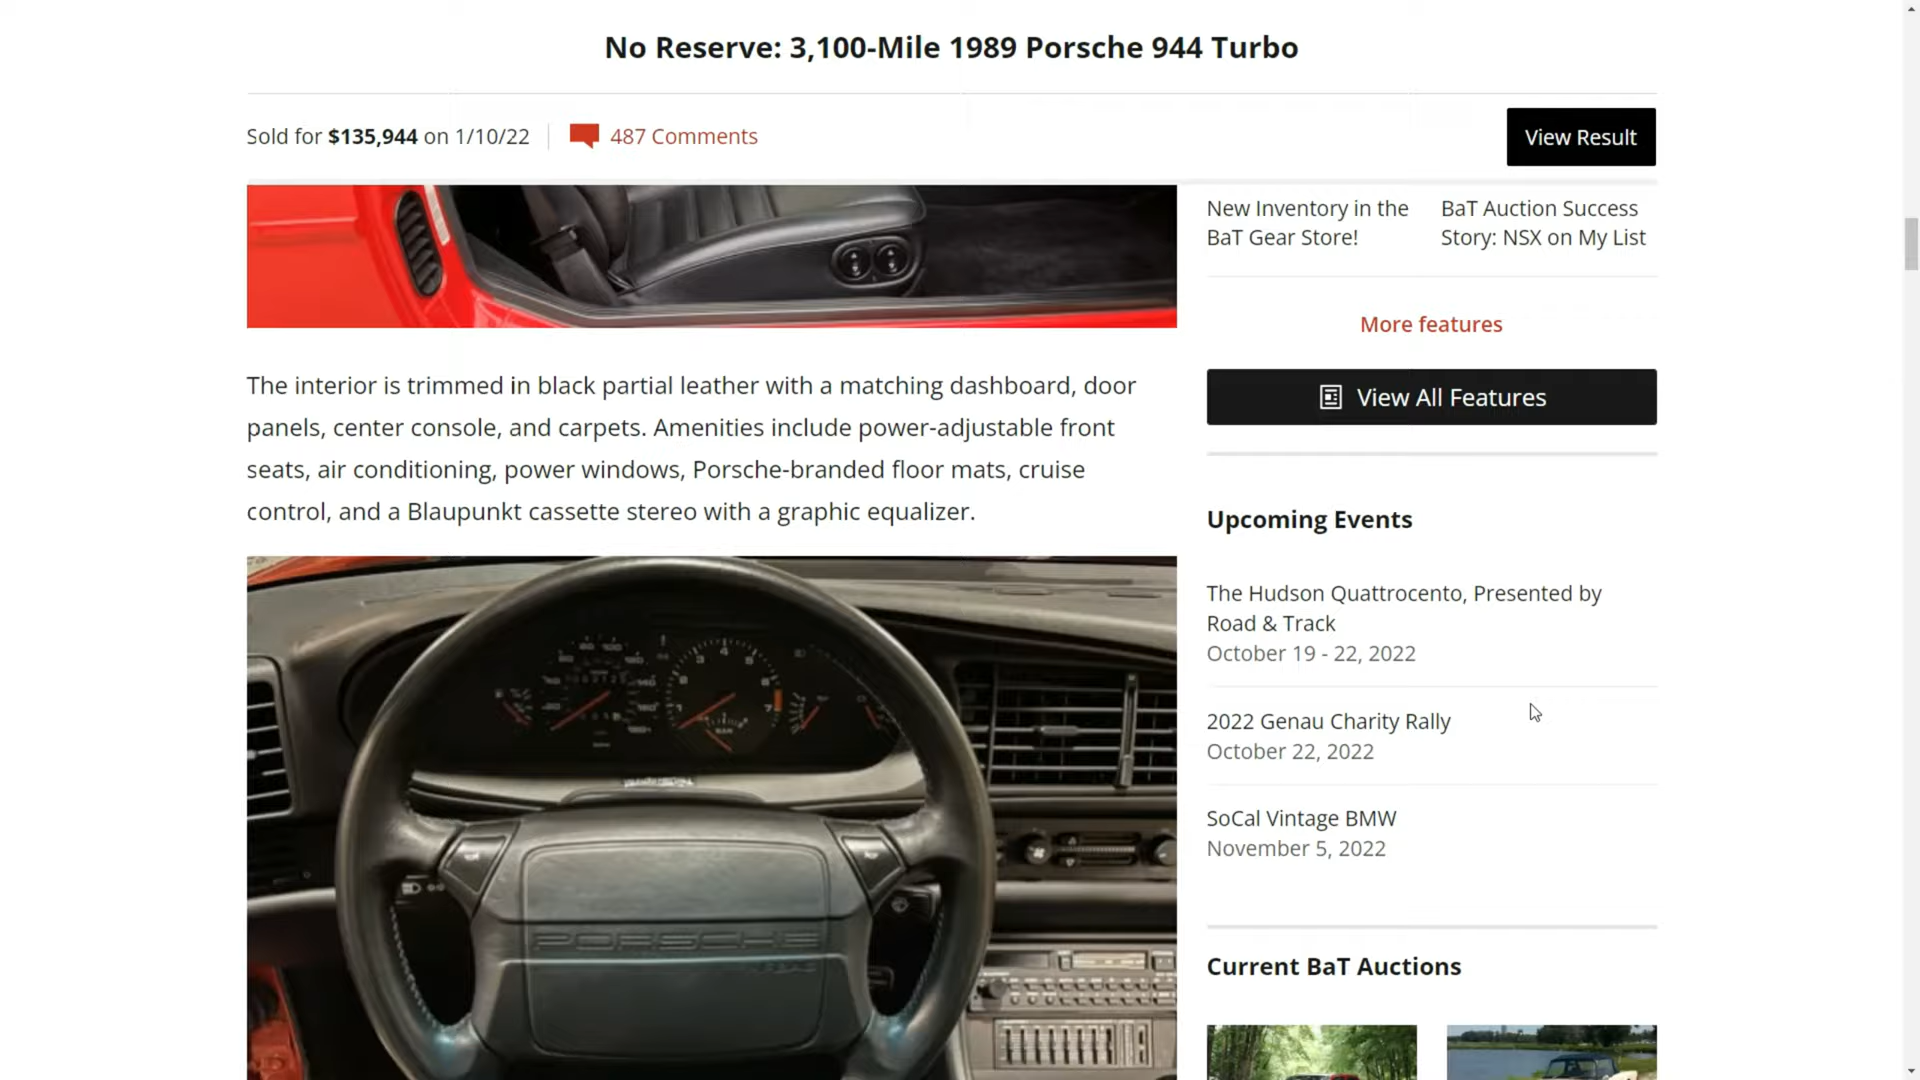 No Reserve: 3,100-Mile 1989 Porsche 944 Turbo
Sold for $135,944 on 1/10/22
487 Comments
View Result
The interior is trimmed in black partial leather with a matching dashboard, door
panels, center console, and carpets. Amenities include power-adjustable front
seats, air conditioning, power windows, Porsche-branded floor mats, cruise
control, and a Blaupunkt cassette stereo with a graphic equalizer.
PORSCHE
New Inventory in the
BaT Gear Store!
BaT Auction Success
Story: NSX on My List
More features
View All Features
Upcoming Events
The Hudson Quattrocento, Presented by
Road & Track
October 19 - 22, 2022
2022 Genau Charity Rally
October 22, 2022
SoCal Vintage BMW
November 5, 2022
Current BaT Auctions